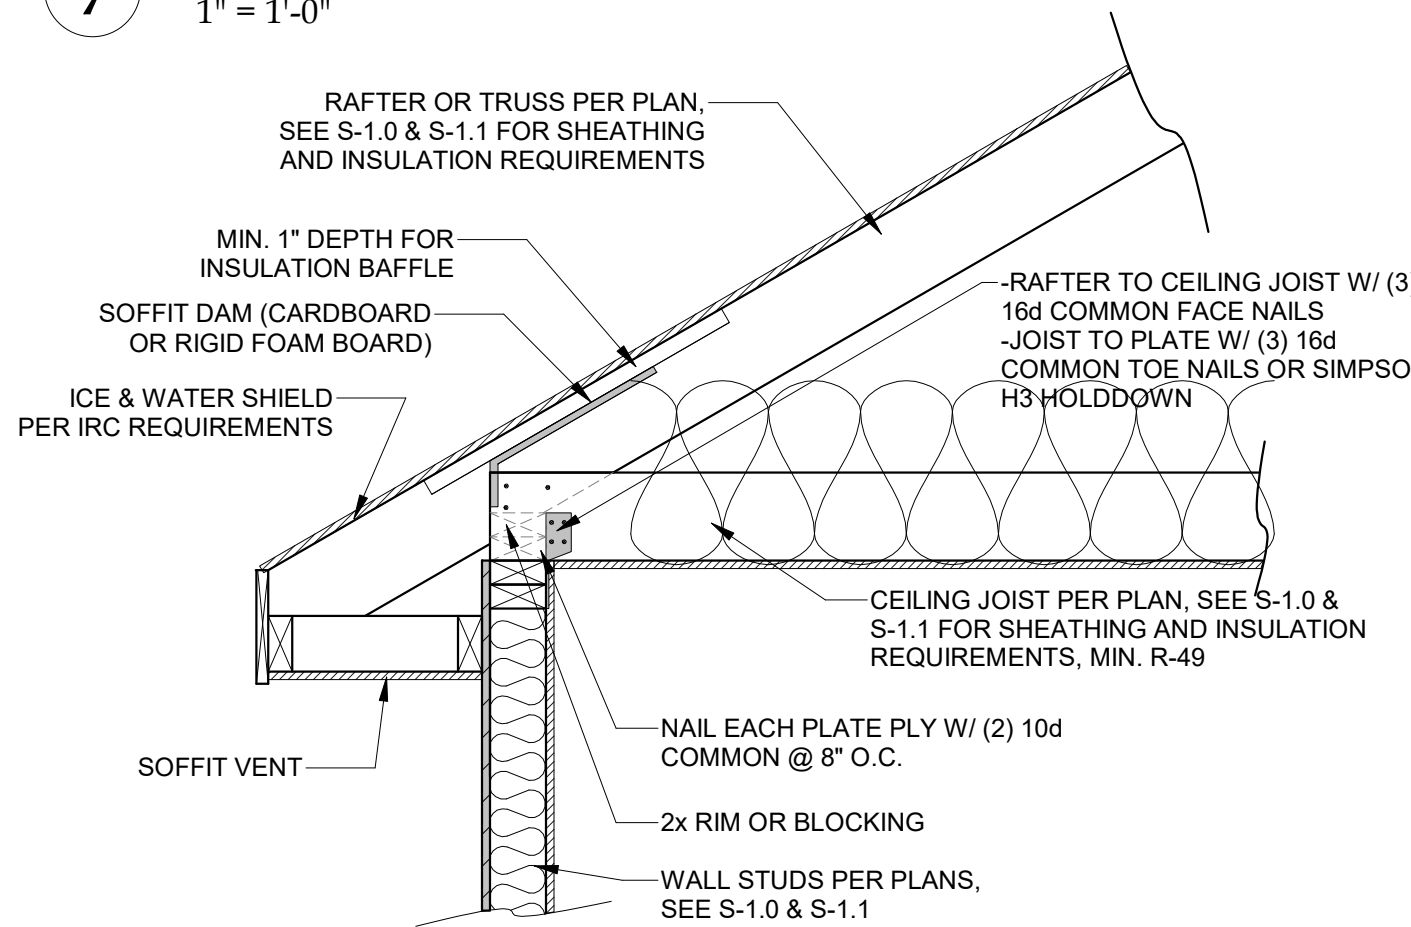 1" = 1'-0"
RAFTER OR TRUSS PER PLAN,
SEE S-1.0 & S-1.1 FOR SHEATHING
AND INSULATION REQUIREMENTS
MIN. 1" DEPTH FOR
INSULATION BAFFLE
SOFFIT DAM (CARDBOARD
OR RIGID FOAM BOARD)
ICE & WATER SHIELD
PER IRC REQUIREMENTS
-RAFTER TO CEILING JOIST W/ (3
16d COMMON FACE NAILS
-JOIST TO PLATE W/ (3) 16d
COMMON TOE NAILS OR SIMPSO
H3 HOLDDOWN
CEILING JOIST PER PLAN, SEE S-1.0 &
S-1.1 FOR SHEATHING AND INSULATION
REQUIREMENTS, MIN. R-49
NAIL EACH PLATE PLY W/ (2) 10d
COMMON @ 8" O.C.
SOFFIT VENT
2x RIM OR BLOCKING
WALL STUDS PER PLANS,
SEE S-1.0 & S-1.1